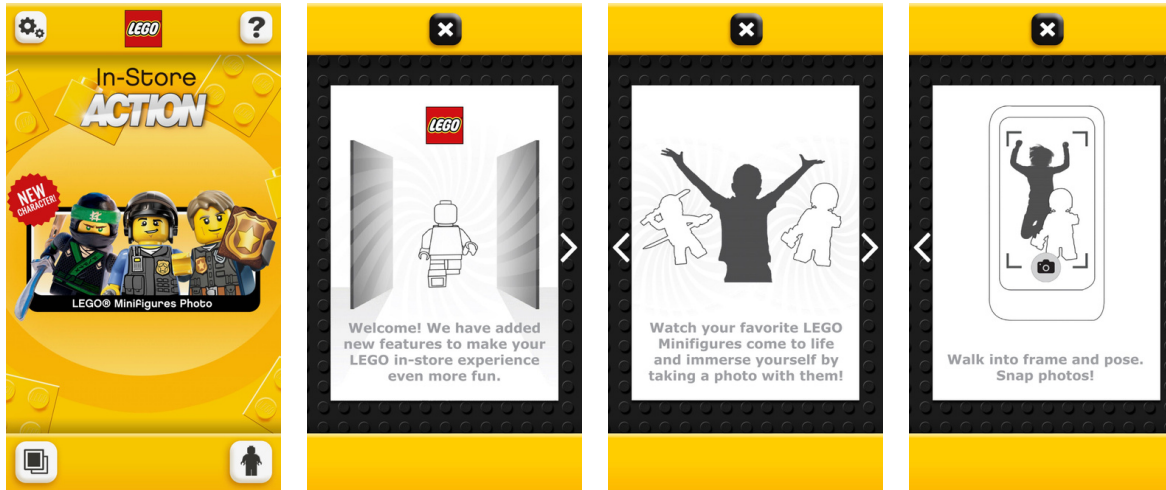 LEGO
?
In-Store
ACTION
NEW
CHARACTER!
LEGO® Minifigures Photo
LEGO
Welcome! We have added
new features to make your
LEGO in-store experience
even more fun.
Watch your favorite LEGO
Minifigures come to life
and immerse yourself by
taking a photo with them!
Walk into frame and pose.
Snap photos!